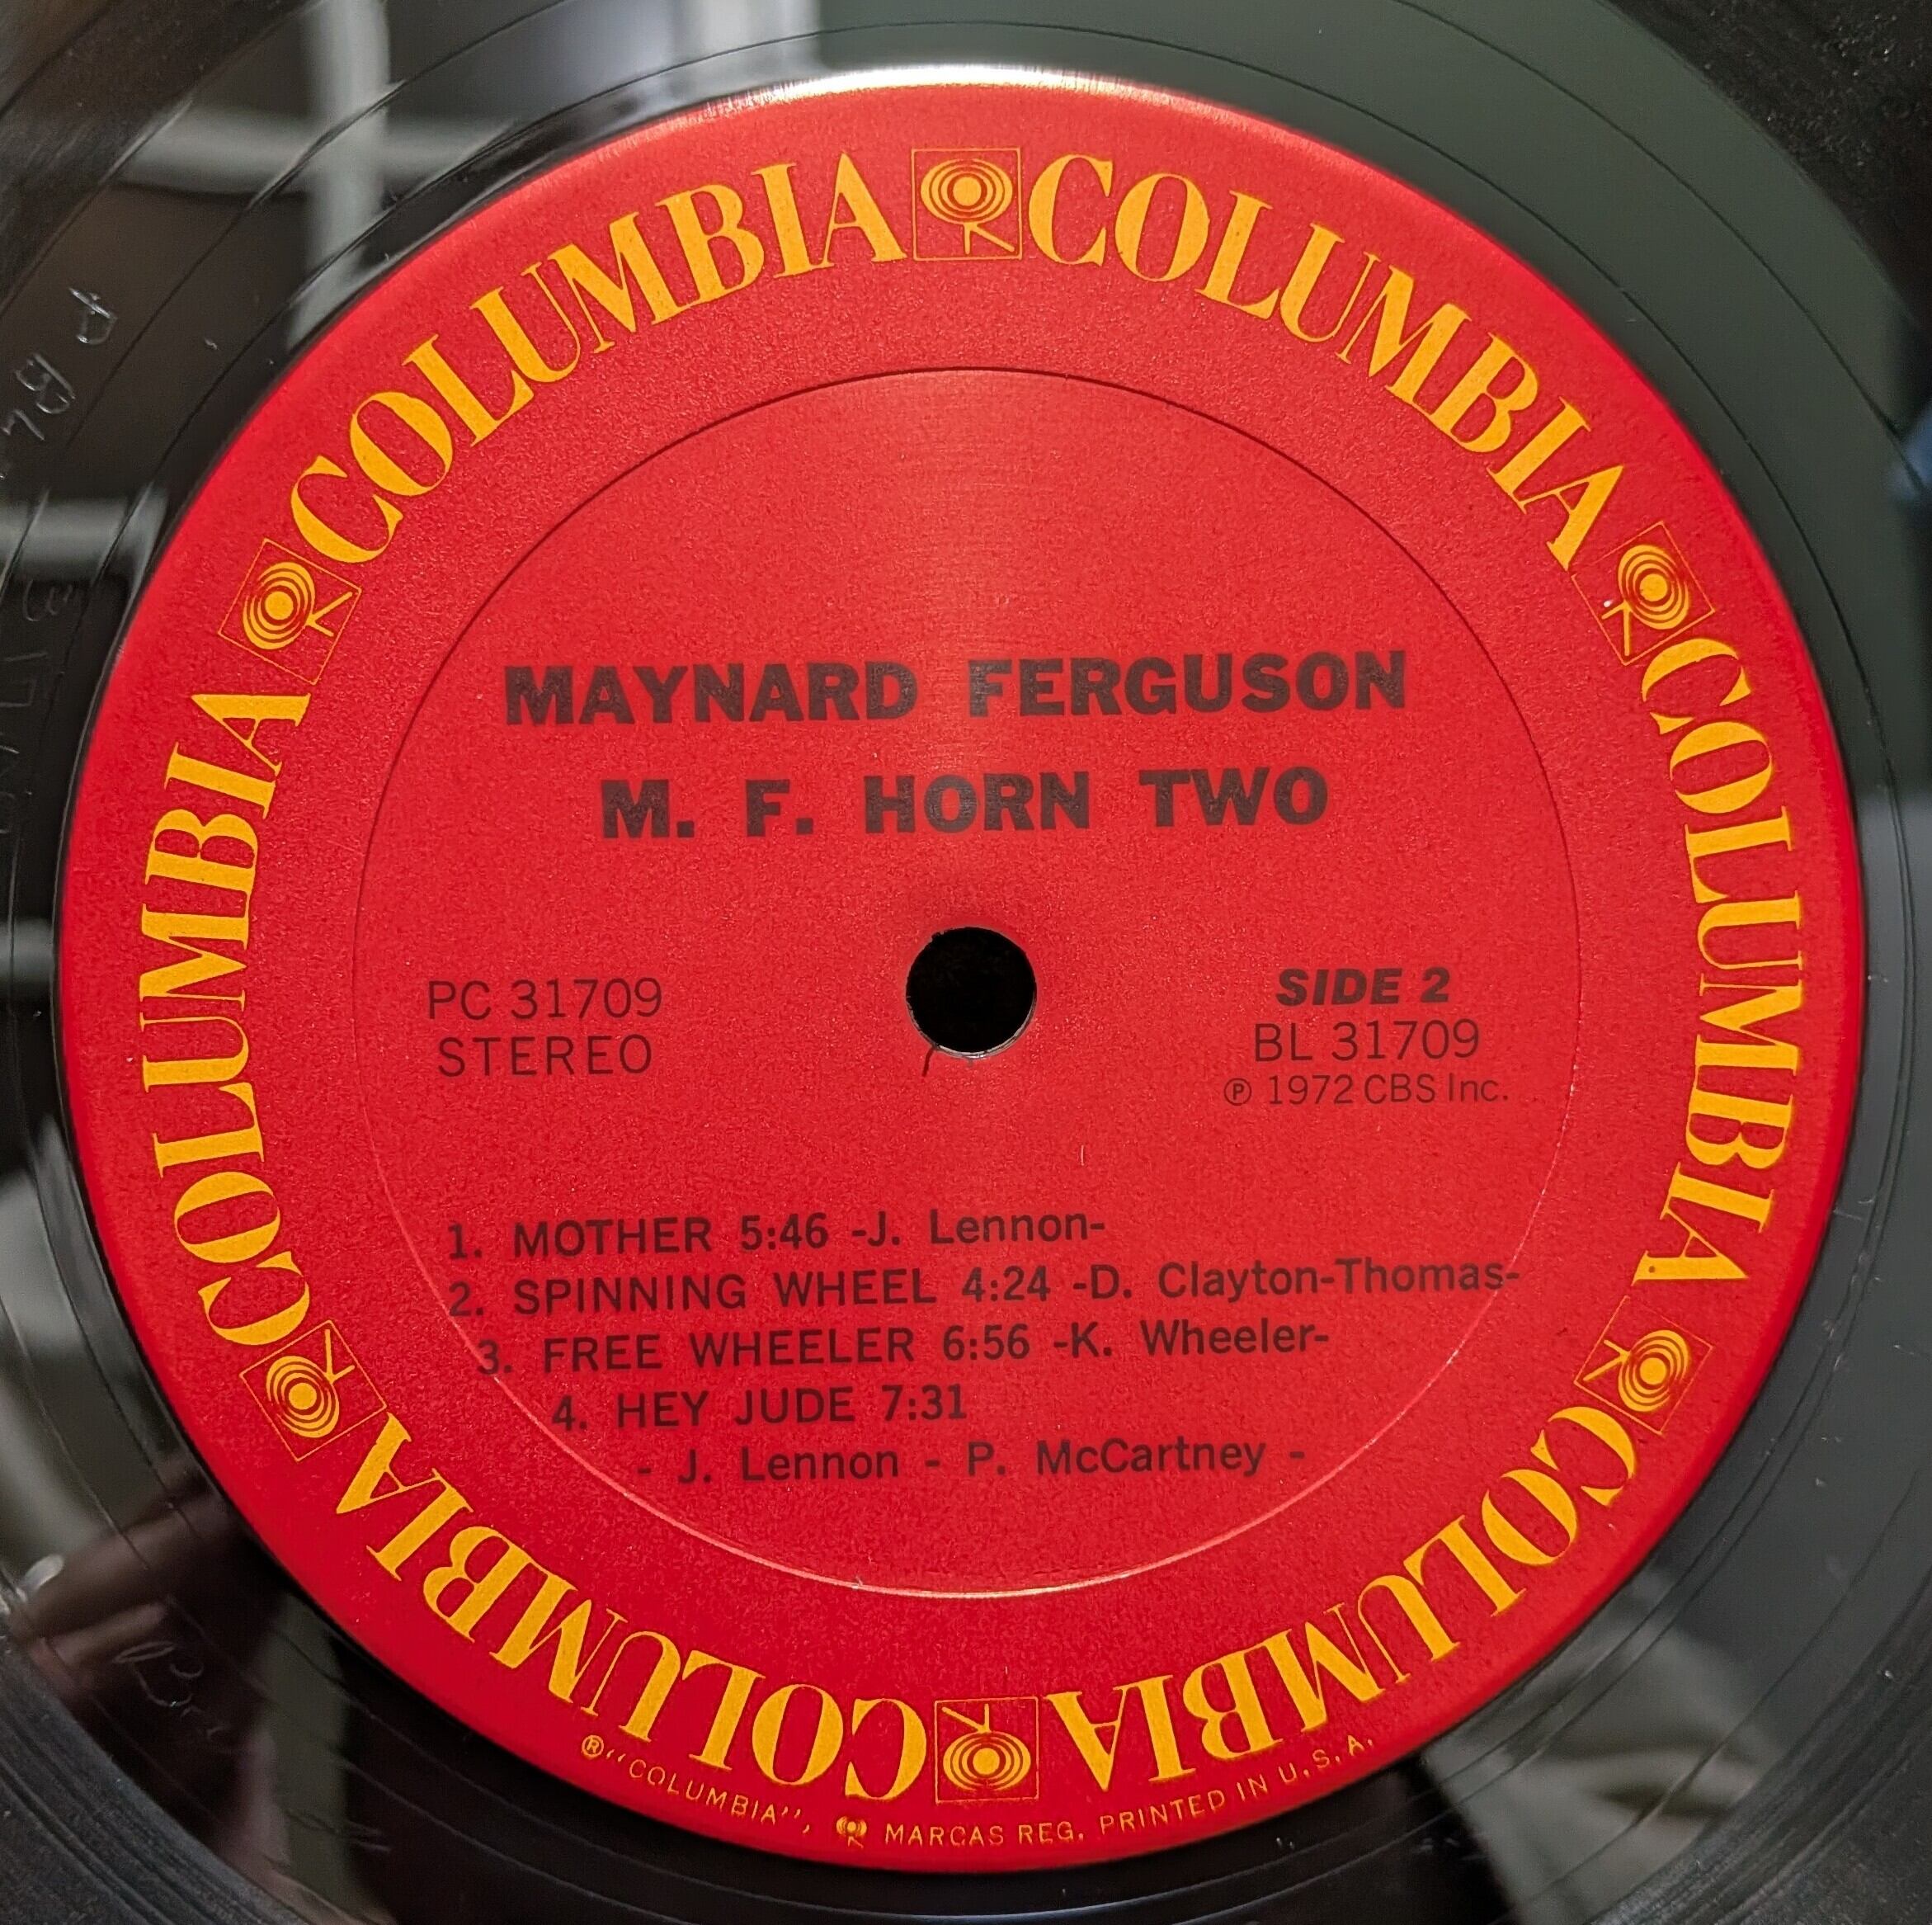 COLUMBIA COLUMBIA COLUMBIA COLUMBIA COLUMBIA COLUMBIA
MAYNARD FERGUSON
M. F. HORN TWO
PC 31709
STEREO
SIDE 2
BL 31709
℗ 1972 CBS Inc.
1. MOTHER 5:46 -J. Lennon-
2. SPINNING WHEEL 4:24 -D. Clayton-Thomas-
3. FREE WHEELER 6:56 -K. Wheeler-
4. HEY JUDE 7:31
- J. Lennon - P. McCartney -
®"COLUMBIA", MARCAS REG. PRINTED IN U.S.A.